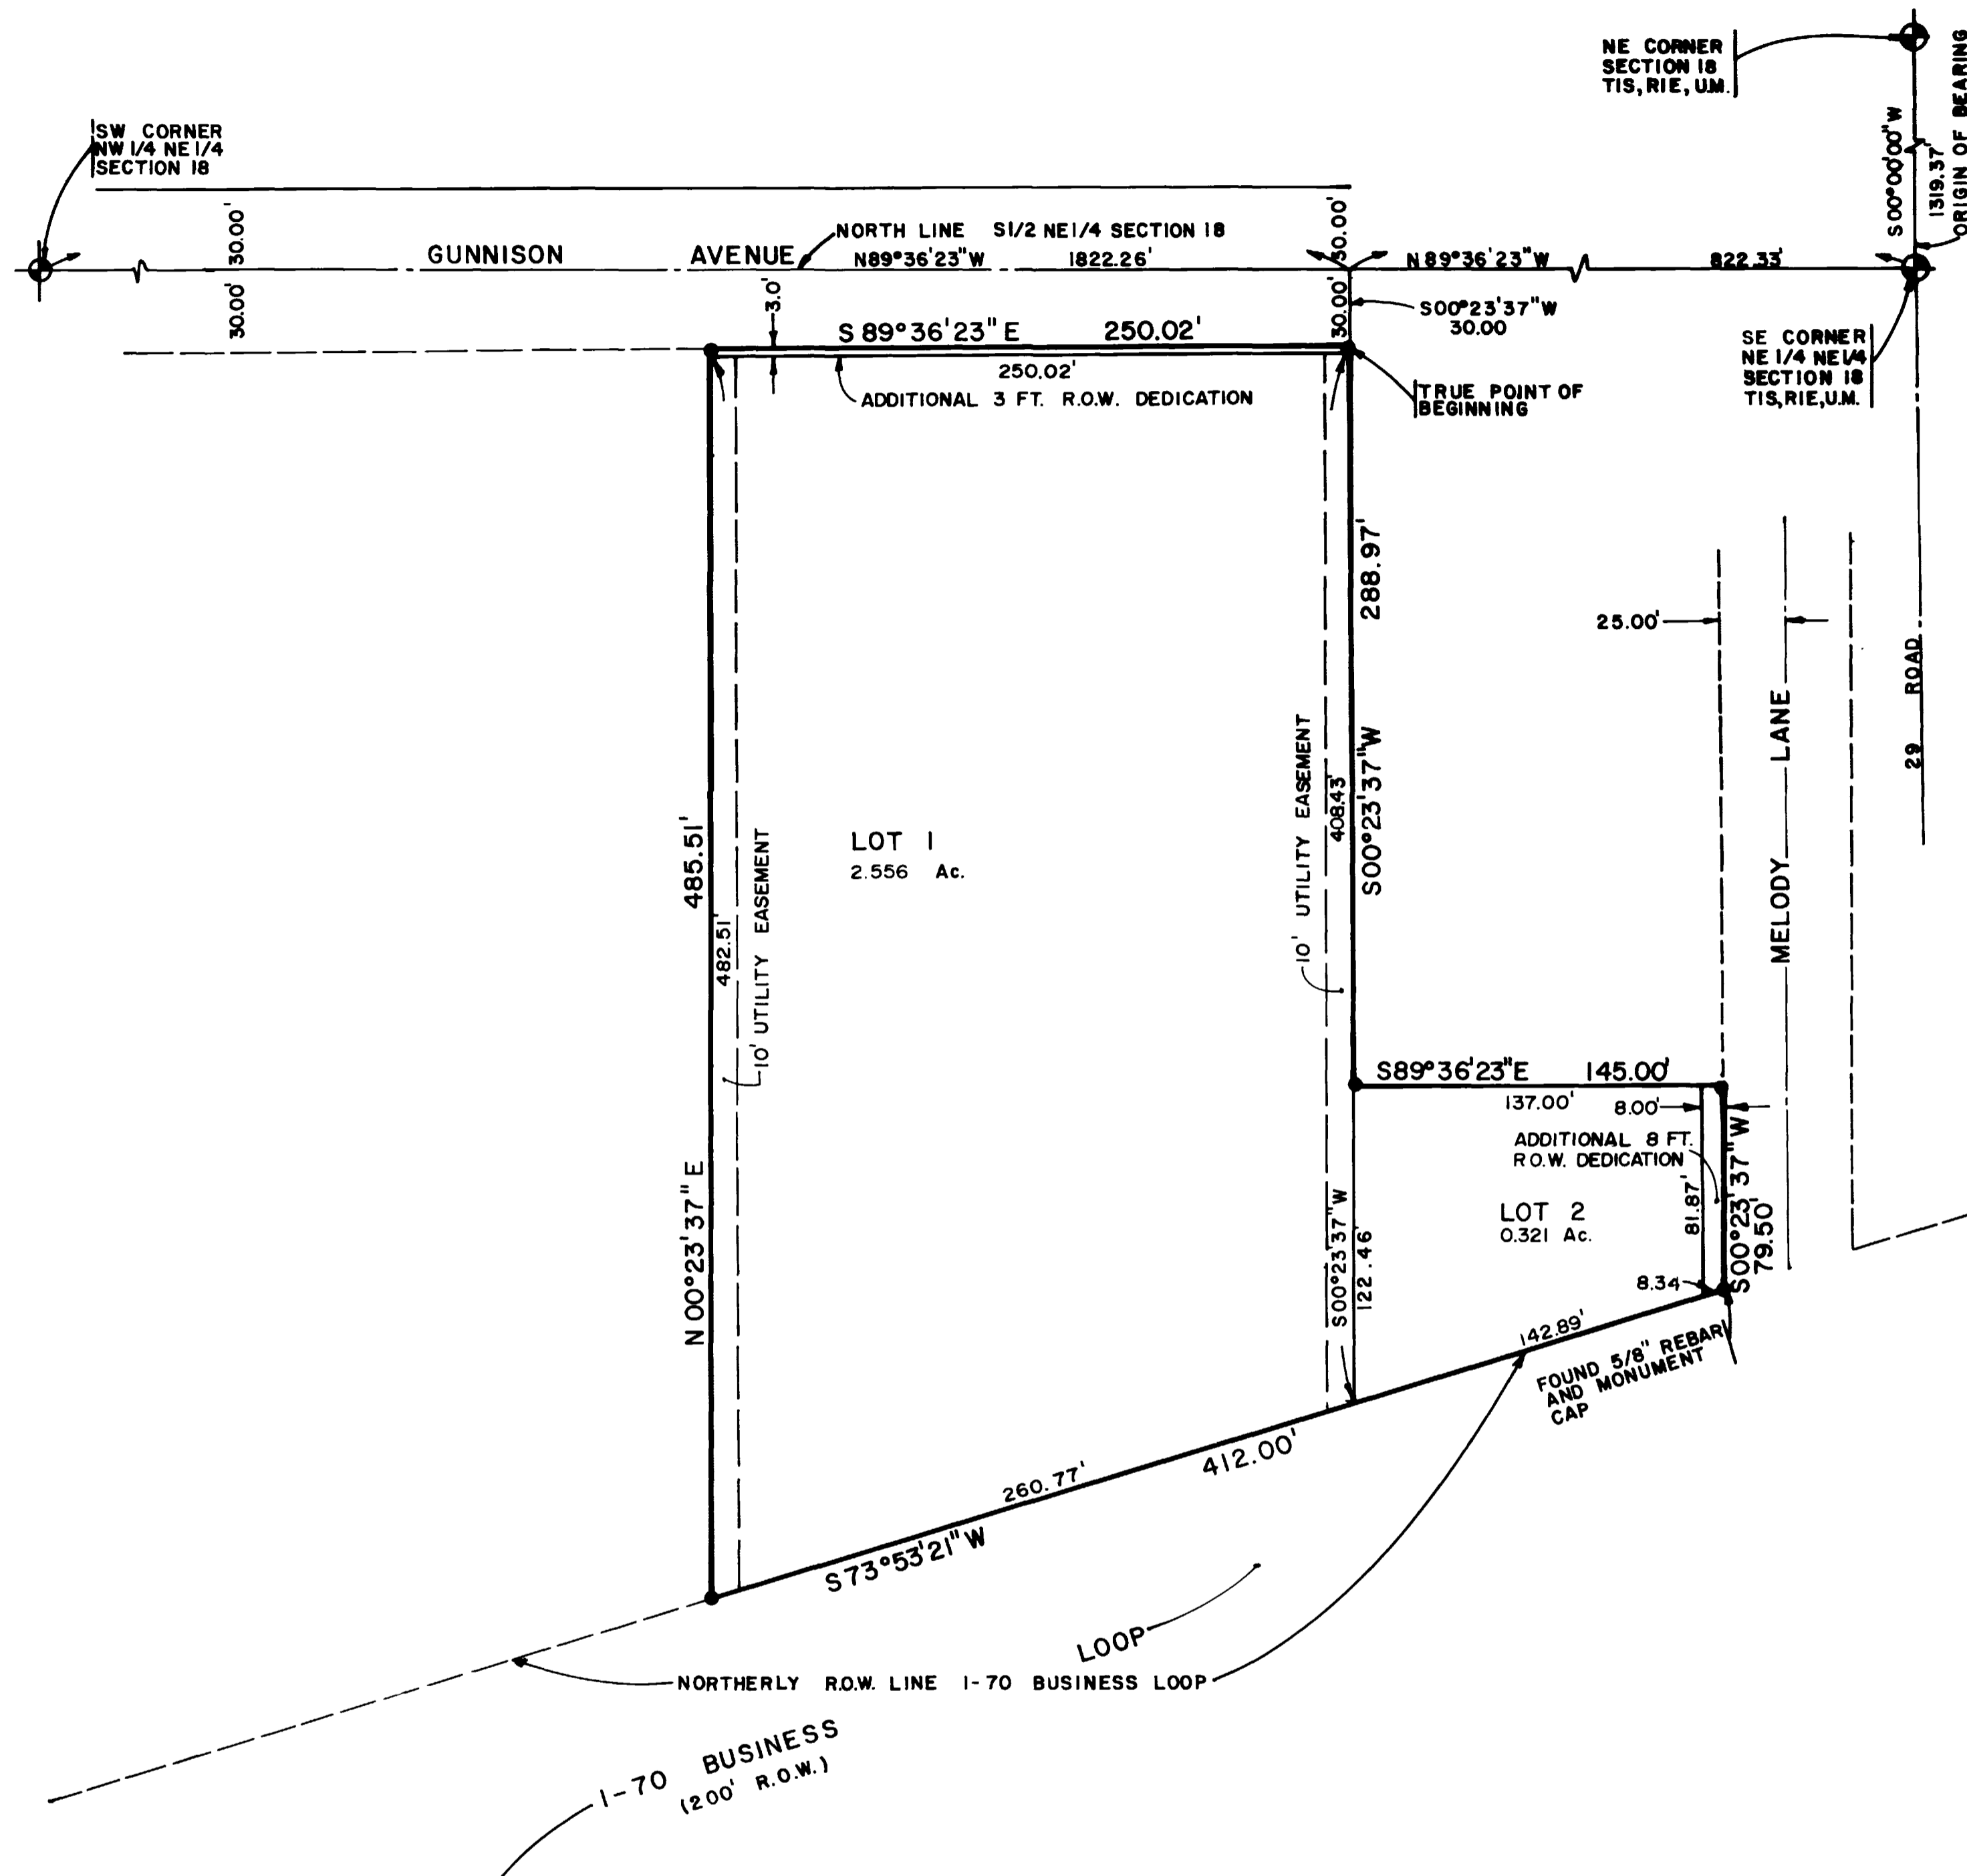 NE CORNER
SECTION 18
T1S, R1E, U.M.
S00°00'00"W
1319.37'
ORIGIN OF BEARING
SW CORNER
NW 1/4 NE 1/4
SECTION 18
30.00'
30.00'
GUNNISON AVENUE
NORTH LINE S1/2 NE1/4 SECTION 18
N89°36'23"W 1822.26'
30.00'
30.00'
N89°36'23"W 822.33'
S00°23'37"W
30.00
3.0'
S 89°36'23" E 250.02'
250.02'
ADDITIONAL 3 FT. R.O.W. DEDICATION
TRUE POINT OF
BEGINNING
SE CORNER
NE 1/4 NE 1/4
SECTION 18
T1S, R1E, U.M.
288.97'
S00°23'37"W
408.43'
10' UTILITY EASEMENT
25.00'
MELODY LANE
29 ROAD
LOT 1
2.556 Ac.
485.51'
482.51'
N 00°23'37" E
10' UTILITY EASEMENT
S89°36'23"E 145.00'
137.00' 8.00'
ADDITIONAL 8 FT.
R.O.W. DEDICATION
LOT 2
0.321 Ac.
81.87'
S00°23'37"W
79.50'
8.34
S00°23'37"W
122.46'
142.89'
FOUND 5/8" REBAR
AND MONUMENT
CAP
412.00'
260.77'
S73°53'21"W
LOOP
NORTHERLY R.O.W. LINE I-70 BUSINESS LOOP
I-70 BUSINESS
(200' R.O.W.)